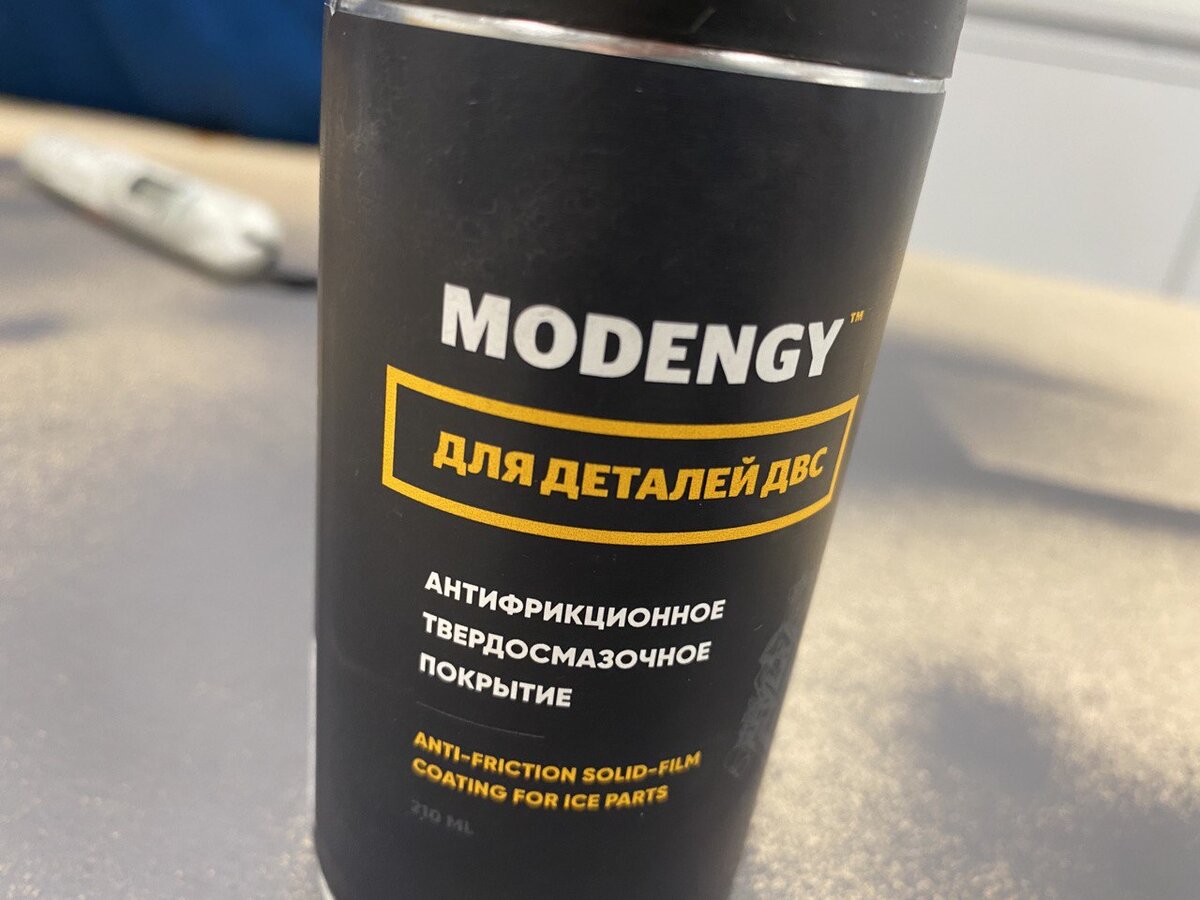 MODENGY™
ДЛЯ ДЕТАЛЕЙ ДВС
АНТИФРИКЦИОННОЕ
ТВЕРДОСМАЗОЧНОЕ
ПОКРЫТИЕ
ANTI-FRICTION SOLID-FILM
COATING FOR ICE PARTS
210 ML